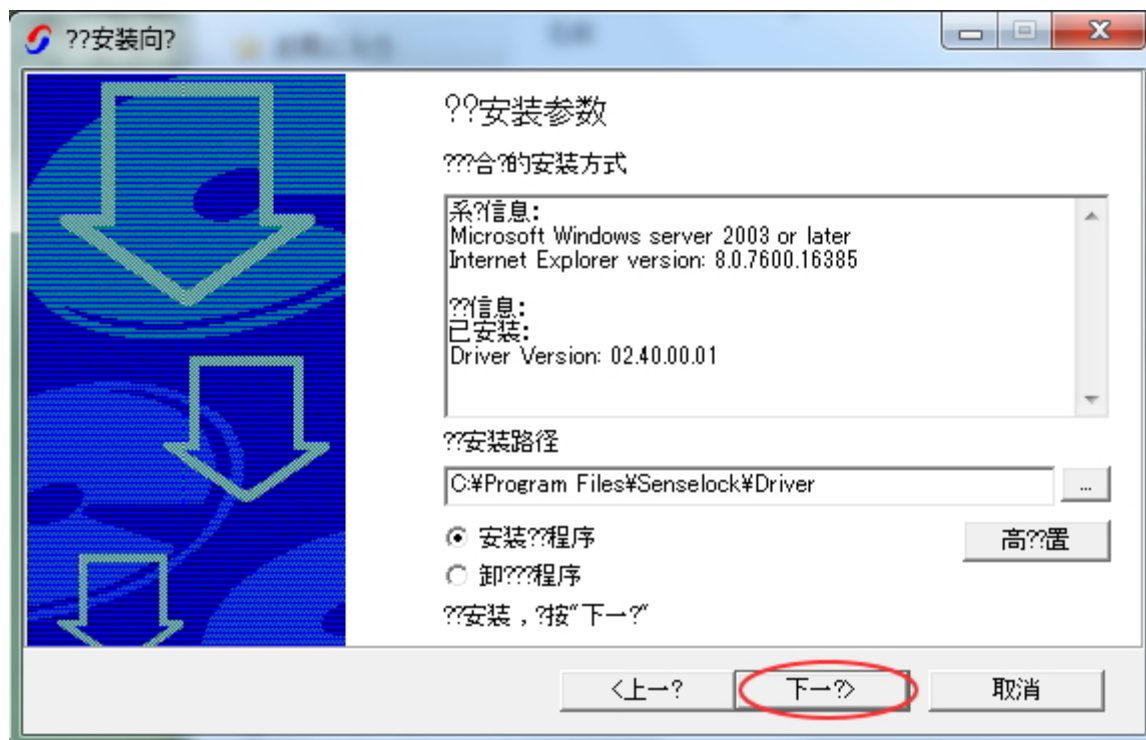 ??安装向?
??安装参数
???合?的安装方式
系?信息:
Microsoft Windows server 2003 or later
Internet Explorer version: 8.0.7600.16385
??信息:
已安装:
Driver Version: 02.40.00.01
??安装路径
C:¥Program Files¥Senselock¥Driver
...
安装??程序
高??置
卸???程序
??安装，?按“下一?”
<上一?
下一?>
取消